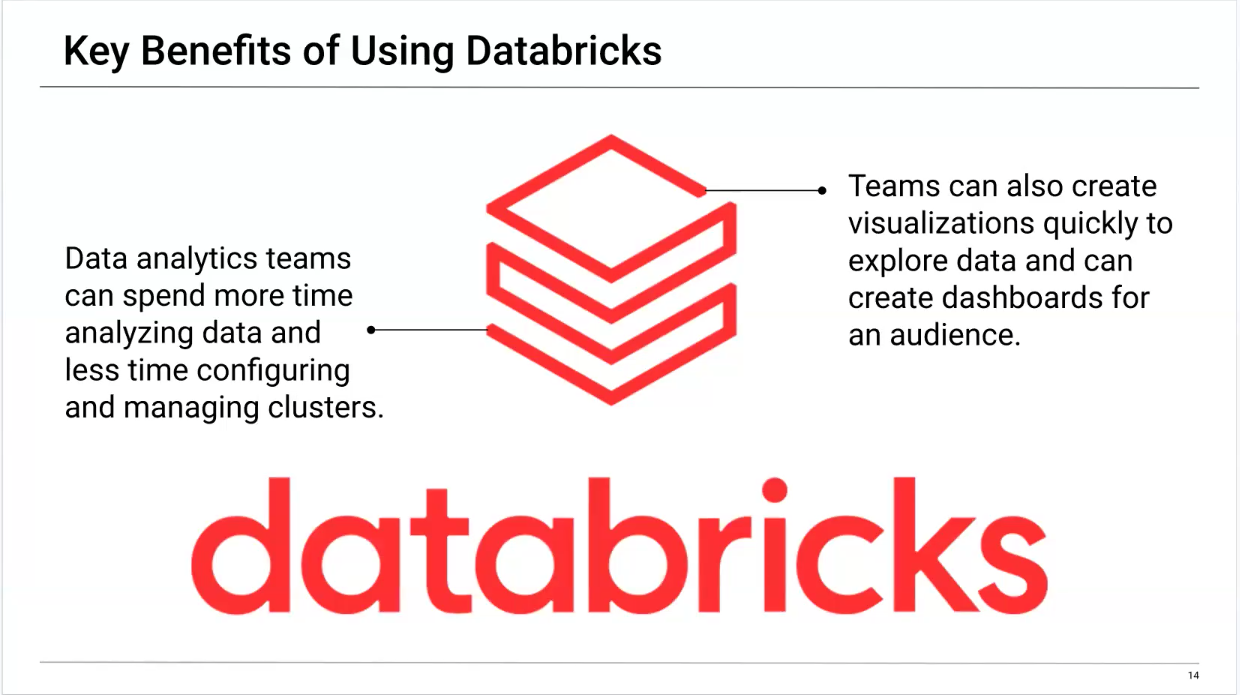 Key Benefits of Using Databricks
Data analytics teams
can spend more time
analyzing data and
less time configuring
and managing clusters.
Teams can also create
visualizations quickly to
explore data and can
create dashboards for
an audience.
databricks
14